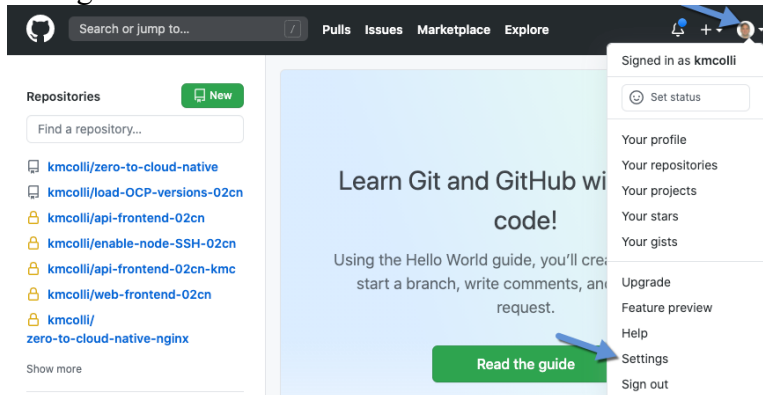 Search or jump to...
/
Pulls Issues Marketplace Explore
Signed in as kmcolli
Set status
Your profile
Your repositories
Your projects
Your stars
Your gists
Upgrade
Feature preview
Help
Settings
Sign out
Repositories
New
Find a repository...
kmcolli/zero-to-cloud-native
kmcolli/load-OCP-versions-02cn
kmcolli/api-frontend-02cn
kmcolli/enable-node-SSH-02cn
kmcolli/api-frontend-02cn-kmc
kmcolli/web-frontend-02cn
kmcolli/
zero-to-cloud-native-nginx
Show more
Learn Git and GitHub wi
code!
Using the Hello World guide, you'll crea
start a branch, write comments, and
request.
Read the guide